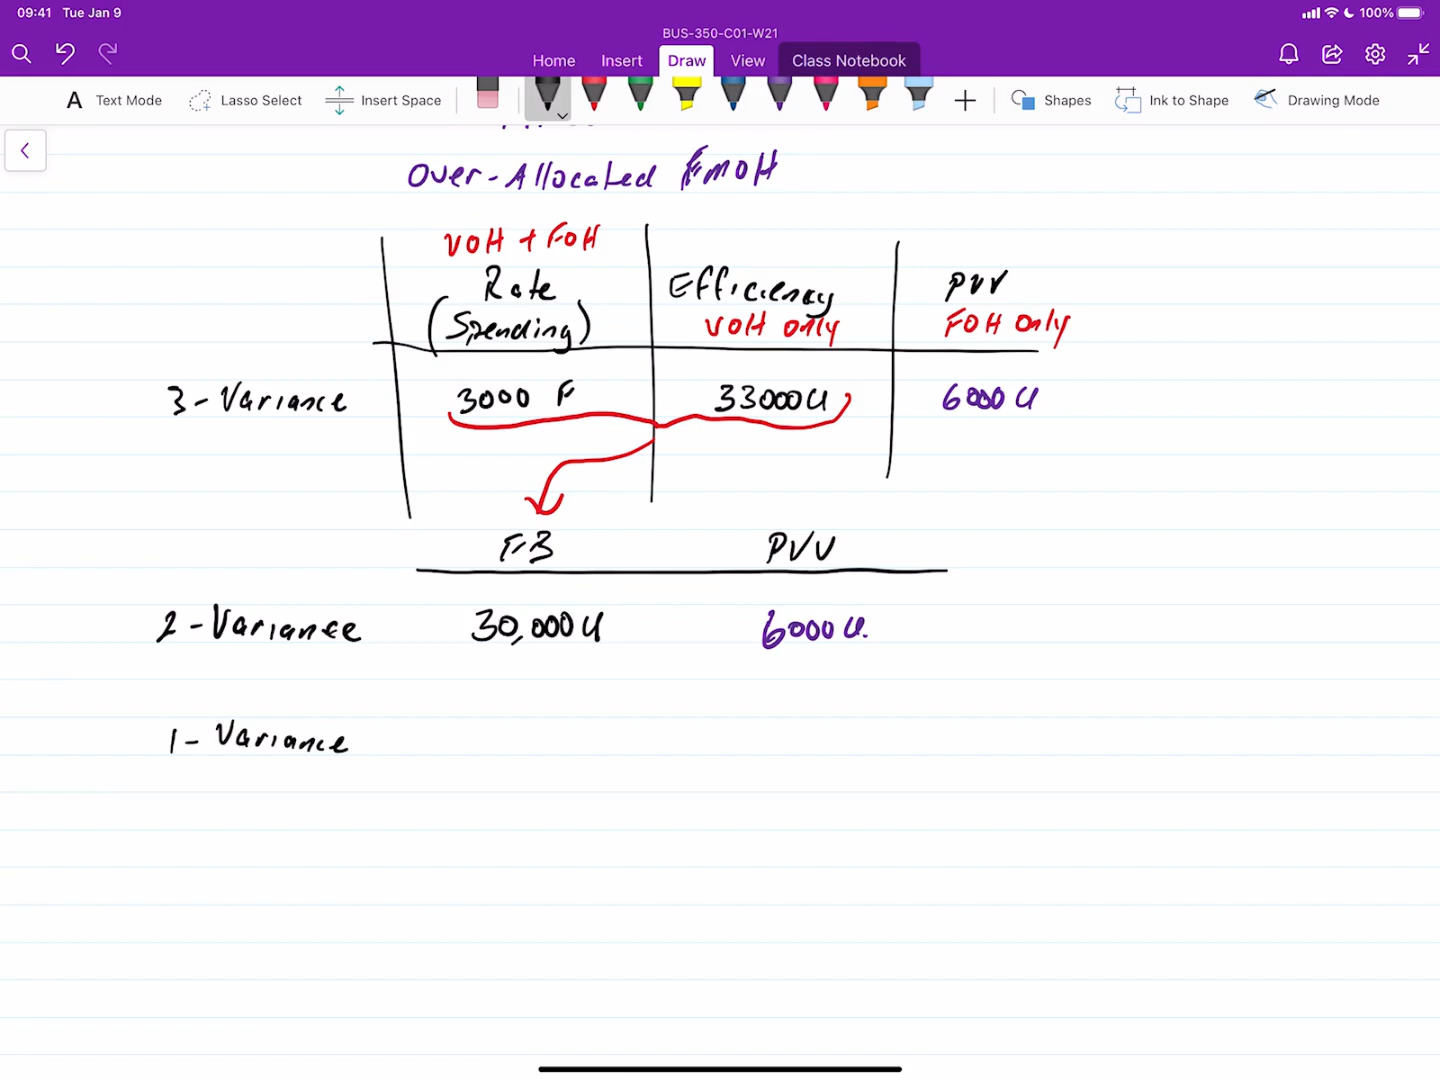 09:41 Tue Jan 9 100%
BUS-350-C01-W21
Home Insert Draw View Class Notebook
A Text Mode Lasso Select Insert Space Shapes Ink to Shape Drawing Mode
Over-Allocated FMOH
VOH + FOH
Rate Efficiency PVV
(Spending) VOH only FOH only
3-Variance 3000 F 33000U 6000 U
FB PVV
2-Variance 30,000U 6000 U.
1-Variance